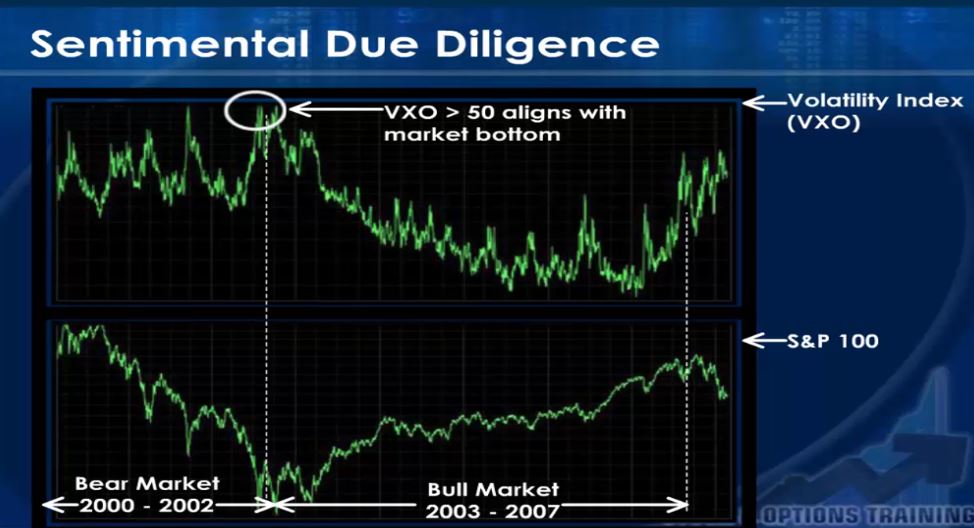 Sentimental Due Diligence
Volatility Index
(VXO)
VXO > 50 aligns with
market bottom
S&P 100
Bear Market
2000 - 2002
Bull Market
2003 - 2007
OPTIONS TRAINING